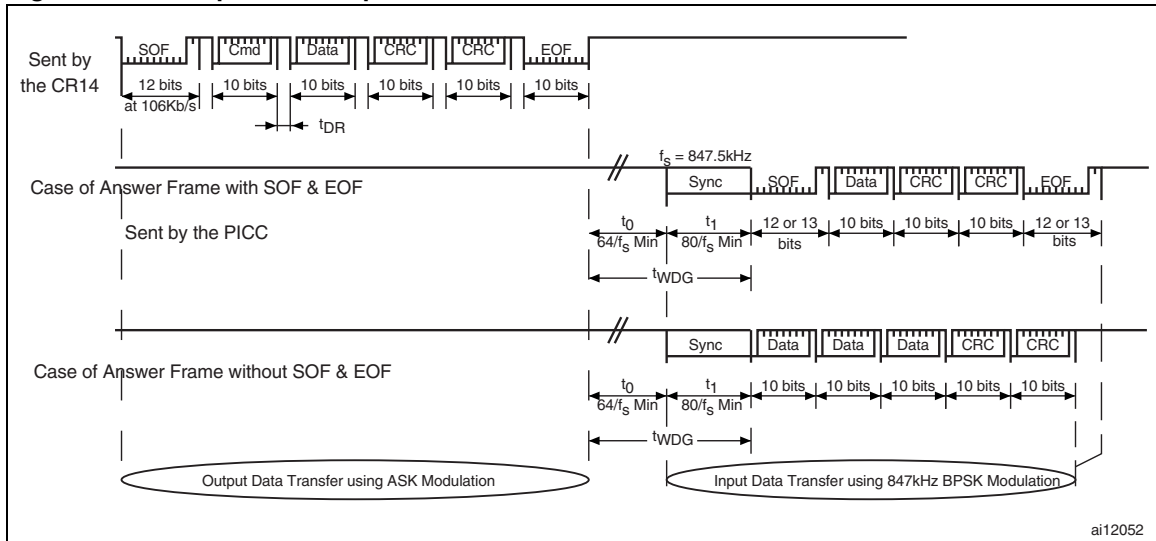 Sent by
the CR14
SOF Cmd Data CRC CRC EOF
12 bits 10 bits 10 bits 10 bits 10 bits 10 bits
at 106Kb/s
tDR
fs = 847.5kHz
Case of Answer Frame with SOF & EOF
Sync SOF Data CRC CRC EOF
Sent by the PICC
t0 t1 12 or 13 10 bits 10 bits 10 bits 12 or 13
64/fs Min 80/fs Min bits bits
tWDG
Sync Data Data Data CRC CRC
Case of Answer Frame without SOF & EOF
t0 t1 10 bits 10 bits 10 bits 10 bits 10 bits
64/fs Min 80/fs Min
tWDG
Output Data Transfer using ASK Modulation Input Data Transfer using 847kHz BPSK Modulation
ai12052